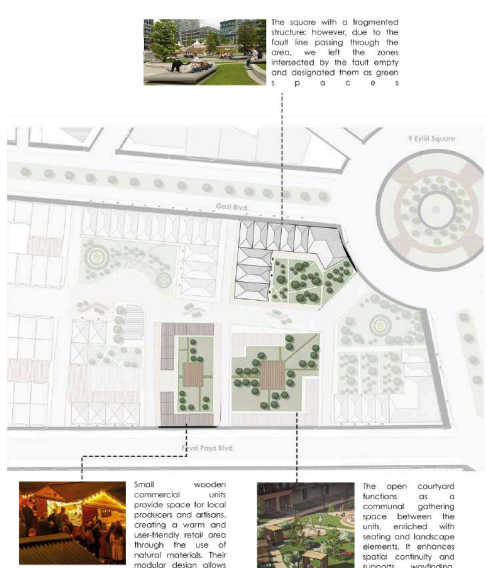 The square with a fragmented
structure; however, due to the
fault line passing through the
area, we left the zones
intersected by the fault empty
and designated them as green
s p a c e s
9 Eylül Square
Gazi Blvd.
Fevzi Paşa Blvd.
Small wooden
commercial units
provide space for local
producers and artisans,
creating a warm and
user-friendly retail area
through the use of
natural materials. Their
modular design allows
The open courtyard
functions as a
communal gathering
space between the
units, enriched with
seating and landscape
elements. It enhances
spatial continuity and
supports wayfinding,